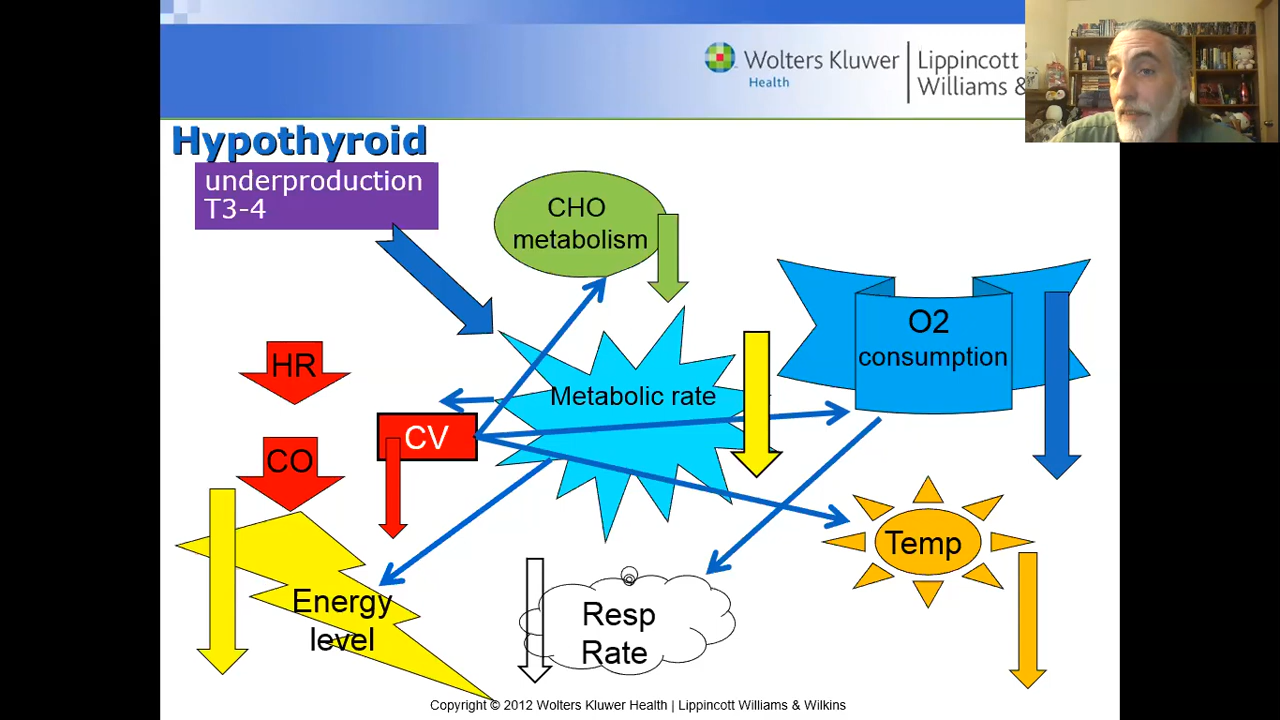 Wolters Kluwer
Health
Lippincott
Williams &
Hypothyroid
underproduction
T3-4
CHO
metabolism
O2
consumption
HR
Metabolic rate
CV
CO
Temp
Energy
level
Resp
Rate
Copyright © 2012 Wolters Kluwer Health | Lippincott Williams & Wilkins